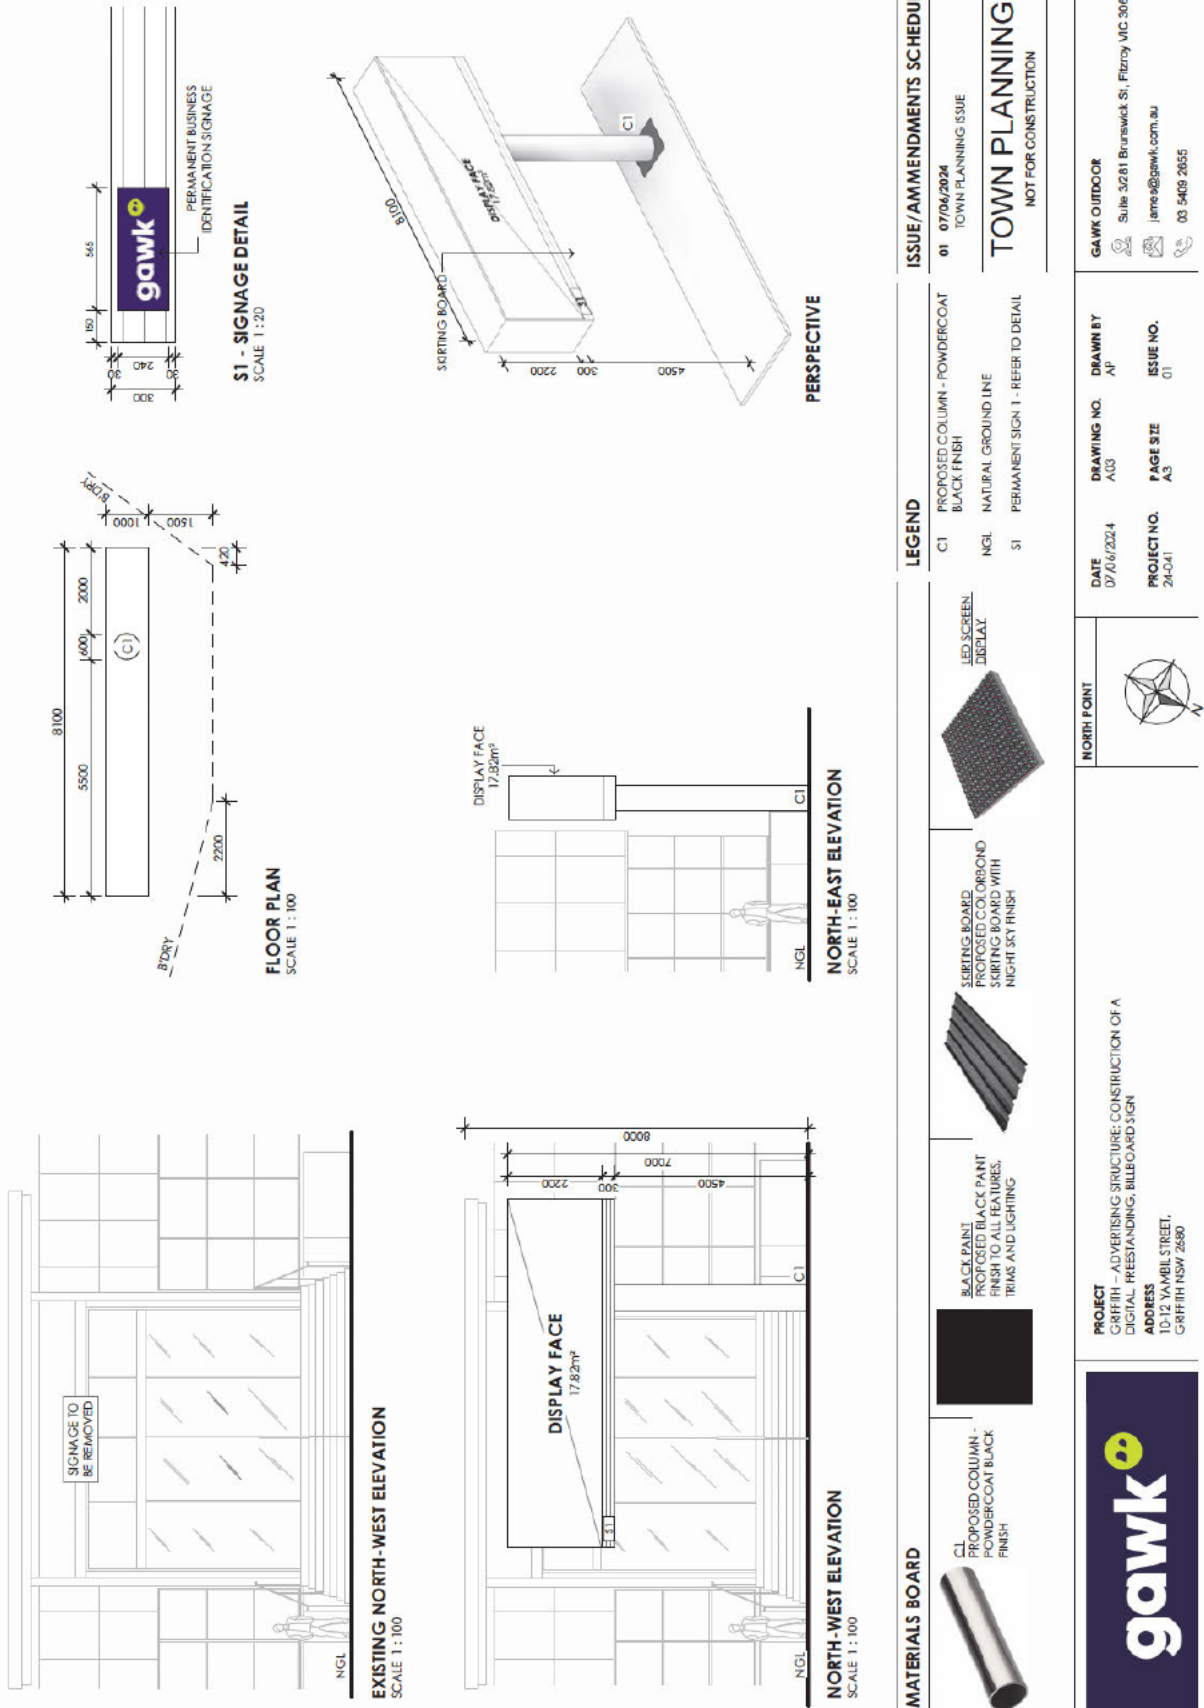 SIGNAGE TO
BE REMOVED
NGL
EXISTING NORTH-WEST ELEVATION
SCALE 1 : 100
B'DRY
8100
5500
600
2000
(C1)
1000
1500
B'DRY
2200
420
FLOOR PLAN
SCALE 1 : 100
150
565
300
30
240
30
gawk
PERMANENT BUSINESS
IDENTIFICATION SIGNAGE
S1 - SIGNAGE DETAIL
SCALE 1 : 20
DISPLAY FACE
17.82m²
S1
2200
300
4500
7000
8000
C1
NGL
NORTH-WEST ELEVATION
SCALE 1 : 100
DISPLAY FACE
17.82m²
NGL
C1
NORTH-EAST ELEVATION
SCALE 1 : 100
8100
SKIRTING BOARD
DISPLAY FACE
17.82m²
S1
C1
2200
300
4500
PERSPECTIVE
MATERIALS BOARD
C1
PROPOSED COLUMN -
POWDERCOAT BLACK
FINISH
BLACK PAINT
PROPOSED BLACK PAINT
FINISH TO ALL FEATURES,
TRIMS AND LIGHTING
SKIRTING BOARD
PROPOSED COLORBOND
SKIRTING BOARD WITH
NIGHT SKY FINISH
LED SCREEN
DISPLAY
LEGEND
C1 PROPOSED COLUMN - POWDERCOAT
BLACK FINISH
NGL NATURAL GROUND LINE
S1 PERMANENT SIGN 1 - REFER TO DETAIL
ISSUE/AMMENDMENTS SCHEDU
01 07/06/2024
TOWN PLANNING ISSUE
TOWN PLANNING
NOT FOR CONSTRUCTION
gawk
PROJECT
GRIFFITH – ADVERTISING STRUCTURE: CONSTRUCTION OF A
DIGITAL, FREESTANDING, BILLBOARD SIGN
ADDRESS
10-12 YAMBIL STREET,
GRIFFITH NSW 2680
NORTH POINT
N
DATE
07/06/2024
DRAWING NO.
A03
DRAWN BY
AP
PROJECT NO.
24-041
PAGE SIZE
A3
ISSUE NO.
01
GAWK OUTDOOR
Suite 3/281 Brunswick St, Fitzroy VIC 306
james@gawk.com.au
03 5409 2655